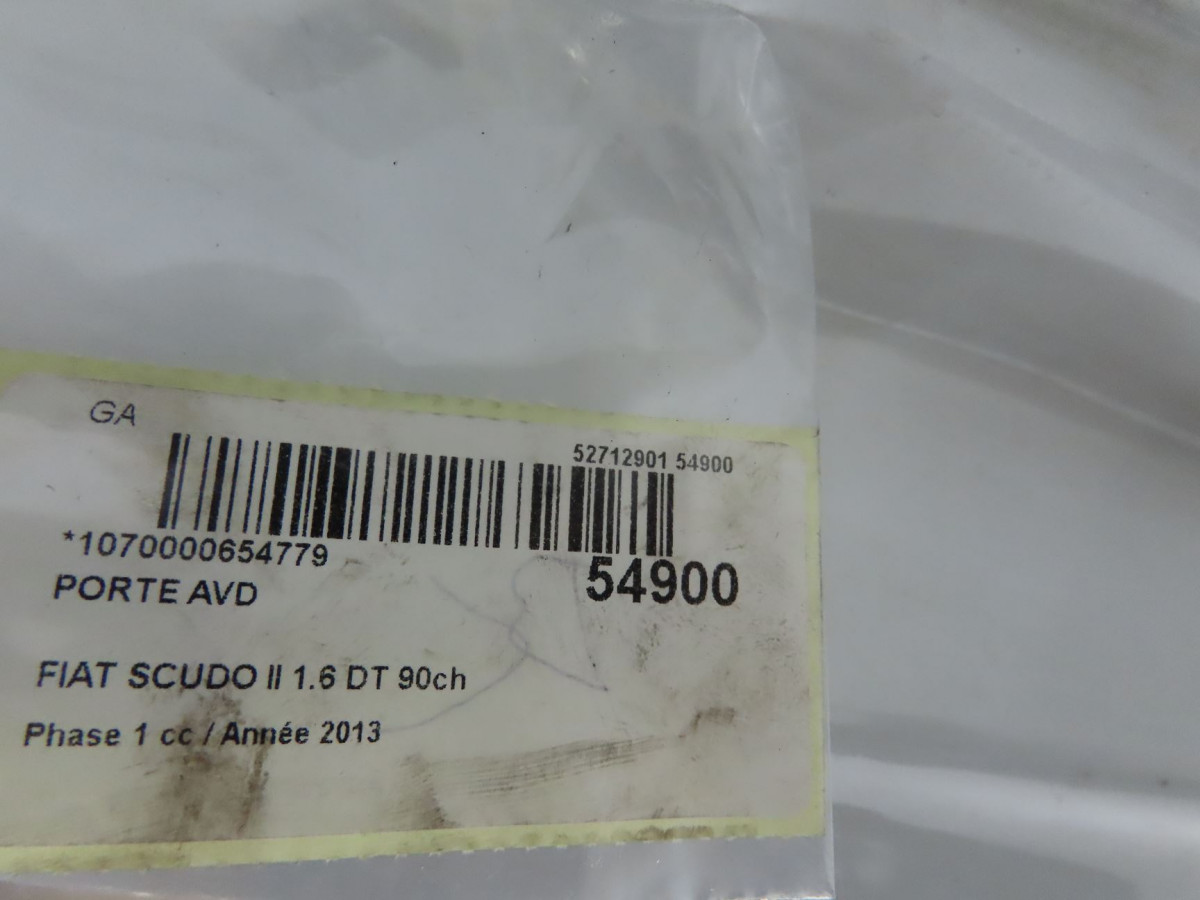 GA
52712901 54900
*1070000654779
54900
PORTE AVD
FIAT SCUDO II 1.6 DT 90ch
Phase 1 cc / Année 2013